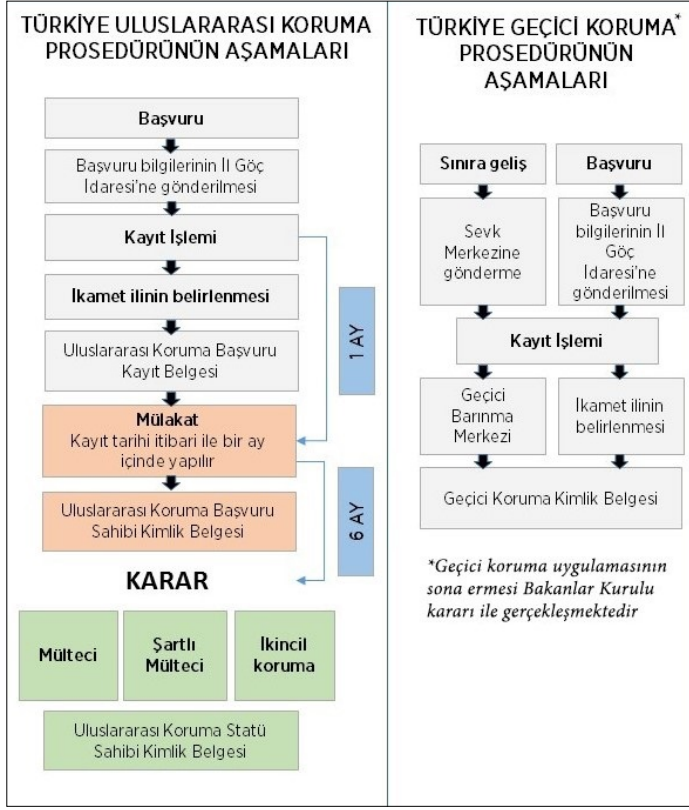 TÜRKİYE ULUSLARARASI KORUMA
PROSEDÜRÜNÜN AŞAMALARI
Başvuru
Başvuru bilgilerinin İl Göç
İdaresi'ne gönderilmesi
Kayıt İşlemi
İkamet ilinin belirlenmesi
Uluslararası Koruma Başvuru
Kayıt Belgesi
1 AY
Mülakat
Kayıt tarihi itibari ile bir ay
içinde yapılır
Uluslararası Koruma Başvuru
Sahibi Kimlik Belgesi
6 AY
KARAR
Mülteci
Şartlı
Mülteci
İkincil
koruma
Uluslararası Koruma Statü
Sahibi Kimlik Belgesi
TÜRKİYE GEÇİCİ KORUMA*
PROSEDÜRÜNÜN
AŞAMALARI
Sınıra geliş
Başvuru
Sevk
Merkezine
gönderme
Başvuru
bilgilerinin İl
Göç
İdaresi'ne
gönderilmesi
Kayıt İşlemi
Geçici
Barınma
Merkezi
İkamet ilinin
belirlenmesi
Geçici Koruma Kimlik Belgesi
*Geçici koruma uygulamasının
sona ermesi Bakanlar Kurulu
kararı ile gerçekleşmektedir